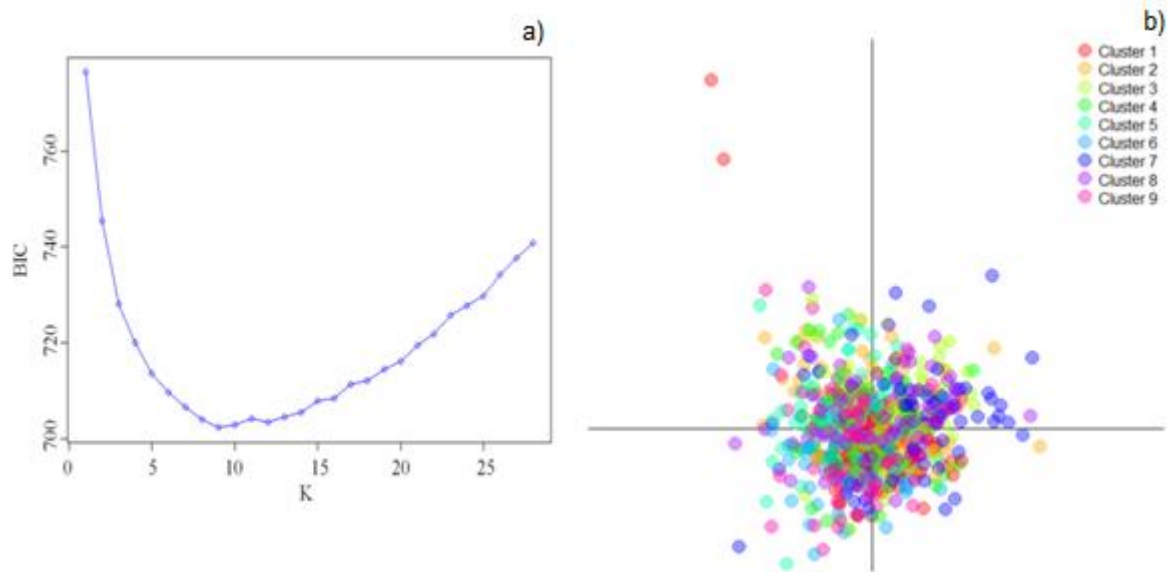 a)
760
740
720
700
BIC
0 5 10 15 20 25
K
b)
Cluster 1
Cluster 2
Cluster 3
Cluster 4
Cluster 5
Cluster 6
Cluster 7
Cluster 8
Cluster 9